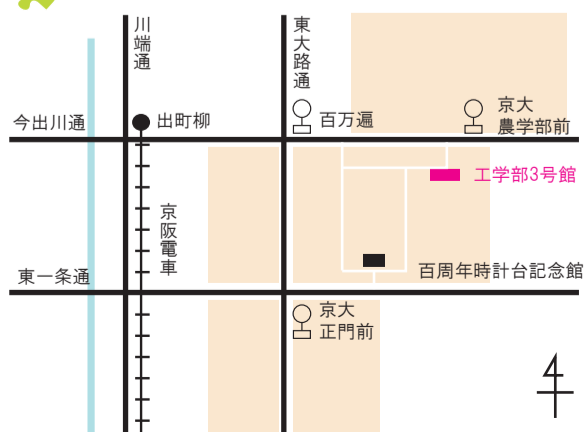 川端通
東大路通
今出川通
出町柳
百万遍
京大
農学部前
工学部3号館
京阪電車
東一条通
百周年時計台記念館
京大
正門前